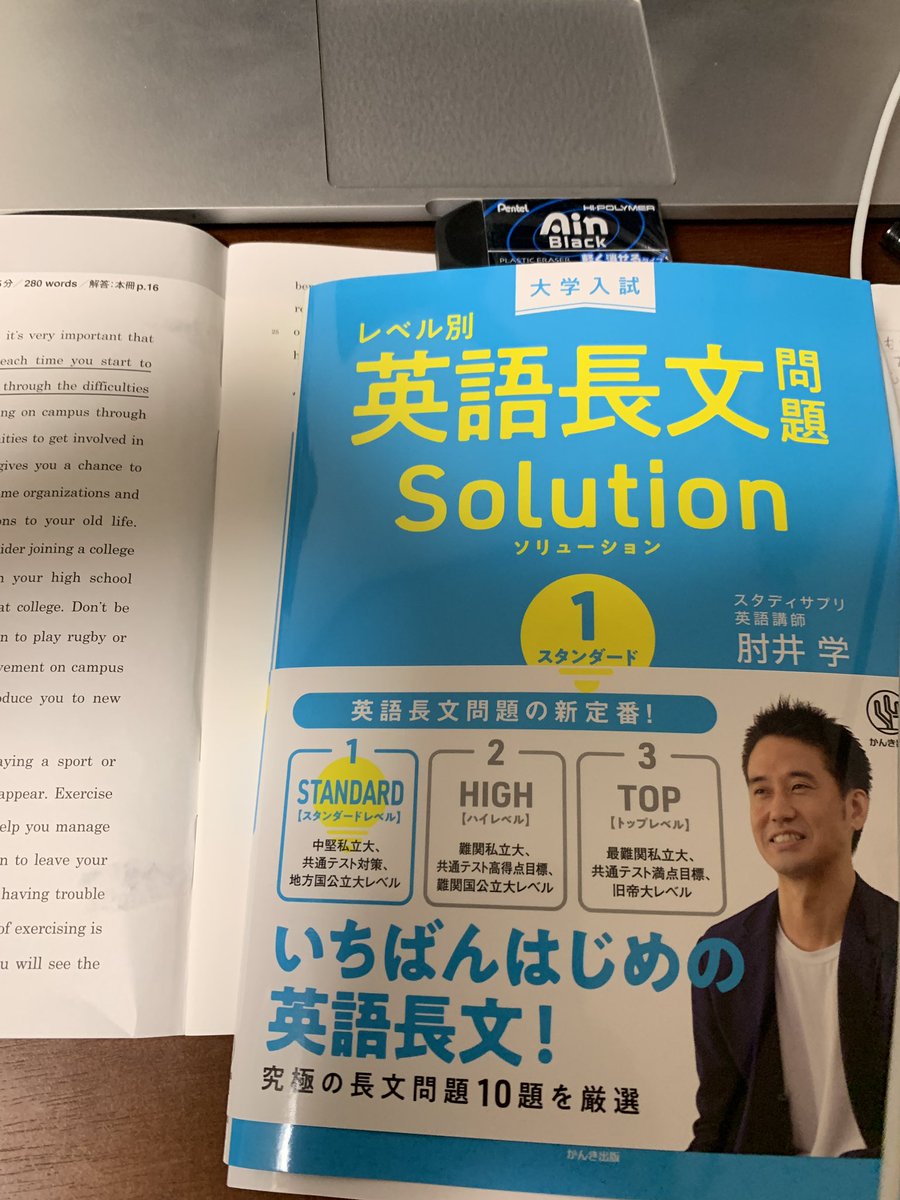 5分／280 words／解答：本冊p.16
it's very important that
each time you start to
through the difficulties
ng on campus through
ities to get involved in
gives you a chance to
me organizations and
ons to your old life.
ider joining a college
n your high school
at college. Don't be
n to play rugby or
vement on campus
oduce you to new
aying a sport or
appear. Exercise
elp you manage
n to leave your
having trouble
of exercising is
u will see the
25
Pentel
HI-POLYMER
Ain
Black
PLASTIC ERASER
軽く消せるタイプ
大学入試
レベル別
英語長文問題
Solution
ソリューション
1
スタンダード
スタディサプリ
英語講師
肘井 学
英語長文問題の新定番！
1
STANDARD
【スタンダードレベル】
中堅私立大、
共通テスト対策、
地方国公立大レベル
2
HIGH
【ハイレベル】
難関私立大、
共通テスト高得点目標、
難関国公立大レベル
3
TOP
【トップレベル】
最難関私立大、
共通テスト満点目標、
旧帝大レベル
かんき出
いちばんはじめの
英語長文！
究極の長文問題10題を厳選
かんき出版